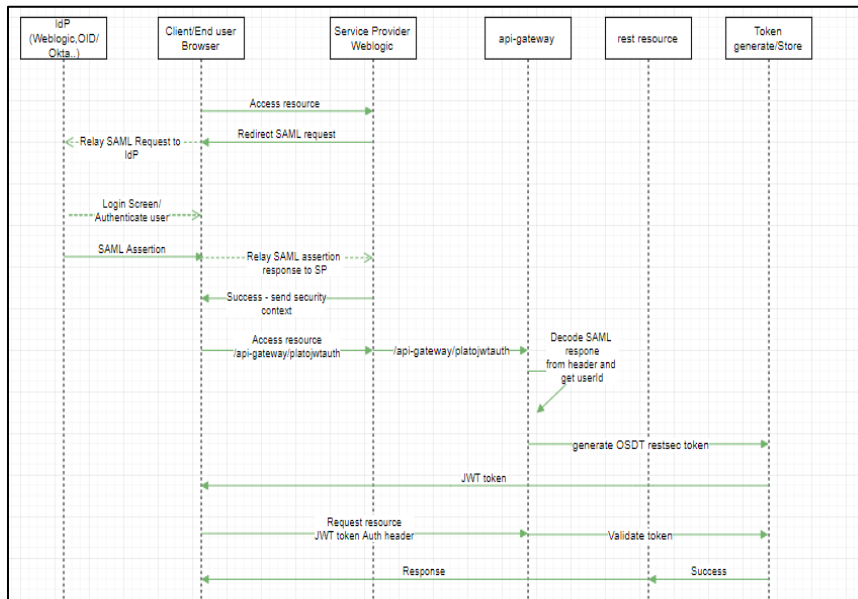 IdP
(Weblogic,OID/
Okta..)
Client/End user
Browser
Service Provider
Weblogic
api-gateway
rest resource
Token
generate/Store
Access resource
Redirect SAML request
Relay SAML Request to
IdP
Login Screen/
Authenticate user
SAML Assertion
Relay SAML assertion
response to SP
Success - send security
context
Access resource
/api-gateway/platojwtauth
/api-gateway/platojwtauth
Decode SAML
respone
from header and
get userId
generate OSDT restsec token
JWT token
Request resource
JWT token Auth header
Validate token
Response
Success